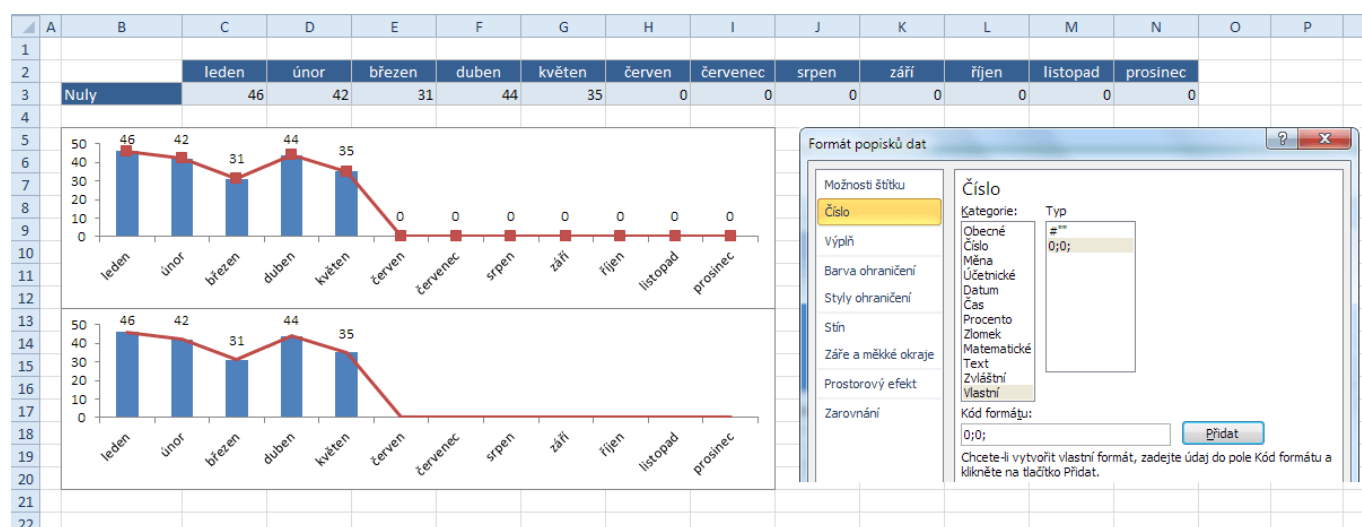 A B C D E F G H I J K L M N O P
1
2 leden únor březen duben květen červen červenec srpen září říjen listopad prosinec
3 Nuly 46 42 31 44 35 0 0 0 0 0 0 0
4
5
6
7
8
9
10
11
12
13
14
15
16
17
18
19
20
21
22
46 42 31 44 35 0 0 0 0 0 0 0
50
40
30
20
10
0
leden únor březen duben květen červen červenec srpen září říjen listopad prosinec
46 42 31 44 35
50
40
30
20
10
0
leden únor březen duben květen červen červenec srpen září říjen listopad prosinec
Formát popisků dat
Možnosti štítku
Číslo
Výplň
Barva ohraničení
Styly ohraničení
Stín
Záře a měkké okraje
Prostorový efekt
Zarovnání
Číslo
Kategorie: Typ
Obecné
Číslo
Měna
Účetnické
Datum
Čas
Procento
Zlomek
Matematické
Text
Zvláštní
Vlastní
#""
0;0;
Kód formátu:
0;0;
Přidat
Chcete-li vytvořit vlastní formát, zadejte údaj do pole Kód formátu a
klikněte na tlačítko Přidat.